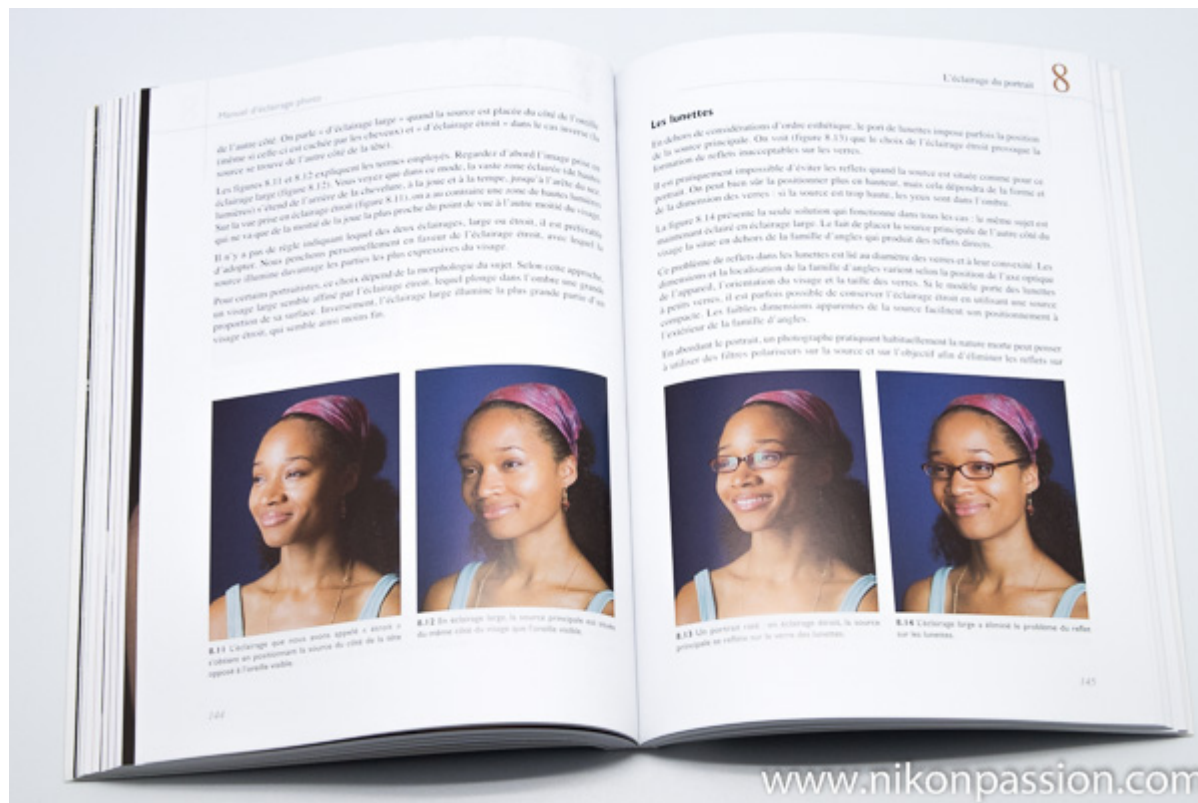 Manuel d'éclairage photo
de l'autre côté. On parle « d'éclairage large » quand la source est placée du côté de l'oreille
(même si celle-ci est cachée par les cheveux) et « d'éclairage étroit » dans le cas inverse (la
source se trouve de l'autre côté de la tête).
Les figures 8.11 et 8.12 expliquent les termes employés. Regardez d'abord l'image prise en
éclairage large (figure 8.12). Vous voyez que dans ce mode, la vaste zone éclairée (de hautes
lumières) s'étend de l'arrière de la chevelure, à la joue et à la tempe, jusqu'à l'arête du nez.
Sur la vue prise en éclairage étroit (figure 8.11), on a au contraire une zone de hautes lumières
qui ne va que de la moitié de la joue la plus proche du point de vue à l'autre moitié du visage.
Il n'y a pas de règle indiquant lequel des deux éclairages, large ou étroit, il est préférable
d'adopter. Nous penchons personnellement en faveur de l'éclairage étroit, avec lequel la
source illumine davantage les parties les plus expressives du visage.
Pour certains portraitistes, ce choix dépend de la morphologie du sujet. Selon cette approche,
un visage large semble affiné par l'éclairage étroit, lequel plonge dans l'ombre une grande
proportion de sa surface. Inversement, l'éclairage large illumine la plus grande partie d'un
visage étroit, qui semble ainsi moins fin.
8.11 L'éclairage que nous avons appelé « étroit »
s'obtient en positionnant la source du côté de la tête
opposé à l'oreille visible.
8.12 En éclairage large, la source principale est située
du même côté du visage que l'oreille visible.
144
L'éclairage du portrait 8
Les lunettes
En dehors de considérations d'ordre esthétique, le port de lunettes impose parfois la position
de la source principale. On voit (figure 8.13) que le choix de l'éclairage étroit provoque la
formation de reflets inacceptables sur les verres.
Il est pratiquement impossible d'éviter les reflets quand la source est située comme pour ce
portrait. On peut bien sûr la positionner plus en hauteur, mais cela dépendra de la forme et
de la dimension des verres : si la source est trop haute, les yeux sont dans l'ombre.
La figure 8.14 présente la seule solution qui fonctionne dans tous les cas : le même sujet est
maintenant éclairé en éclairage large. Le fait de placer la source principale de l'autre côté du
visage la situe en dehors de la famille d'angles qui produit des reflets directs.
Ce problème de reflets dans les lunettes est lié au diamètre des verres et à leur convexité. Les
dimensions et la localisation de la famille d'angles varient selon la position de l'axe optique
de l'appareil, l'orientation du visage et la taille des verres. Si le modèle porte des lunettes
à petits verres, il est parfois possible de conserver l'éclairage étroit en utilisant une source
compacte. Les faibles dimensions apparentes de la source facilitent son positionnement à
l'extérieur de la famille d'angles.
En abordant le portrait, un photographe pratiquant habituellement la nature morte peut penser
à utiliser des filtres polariseurs sur la source et sur l'objectif afin d'éliminer les reflets sur
8.13 Un portrait raté : en éclairage étroit, la source
principale se reflète sur le verre des lunettes.
8.14 L'éclairage large a éliminé le problème du reflet
sur les lunettes.
145
www.nikonpassion.com